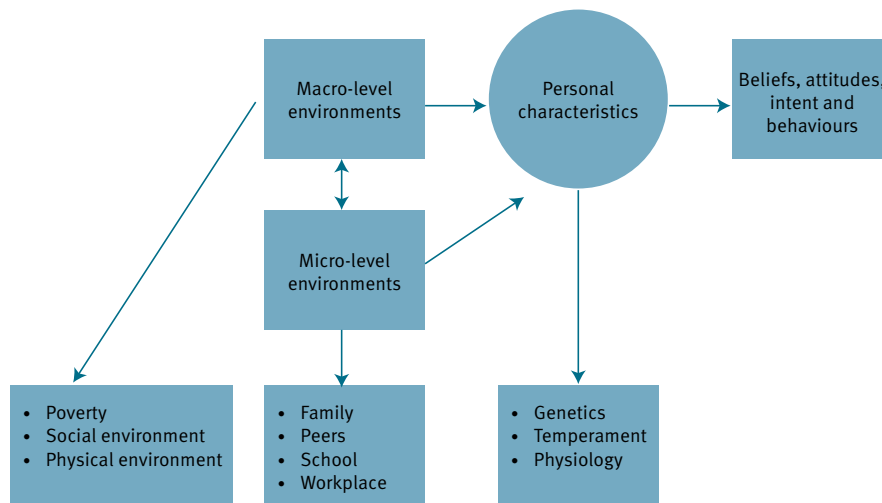 Macro-level
environments
Personal
characteristics
Beliefs, attitudes,
intent and
behaviours
Micro-level
environments
• Poverty
• Social environment
• Physical environment
• Family
• Peers
• School
• Workplace
• Genetics
• Temperament
• Physiology